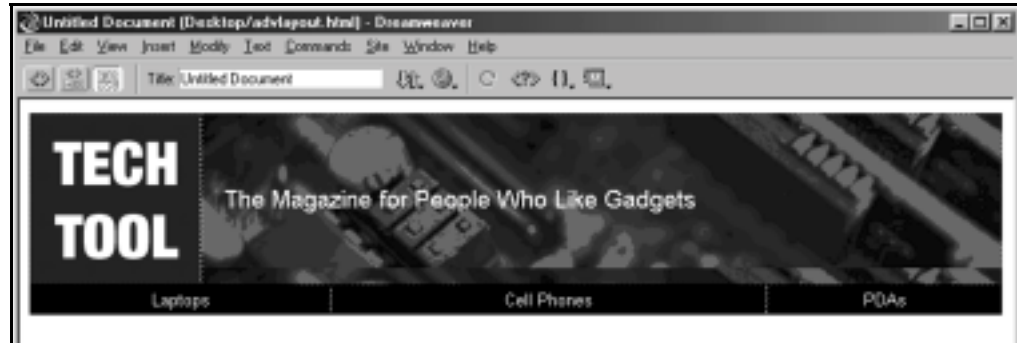 Untitled Document (Desktop/advlayout.html) - Dreamweaver
File Edit View Insert Modify Text Commands Site Window Help
Title: Untitled Document
TECH
TOOL
The Magazine for People Who Like Gadgets
Laptops Cell Phones PDAs